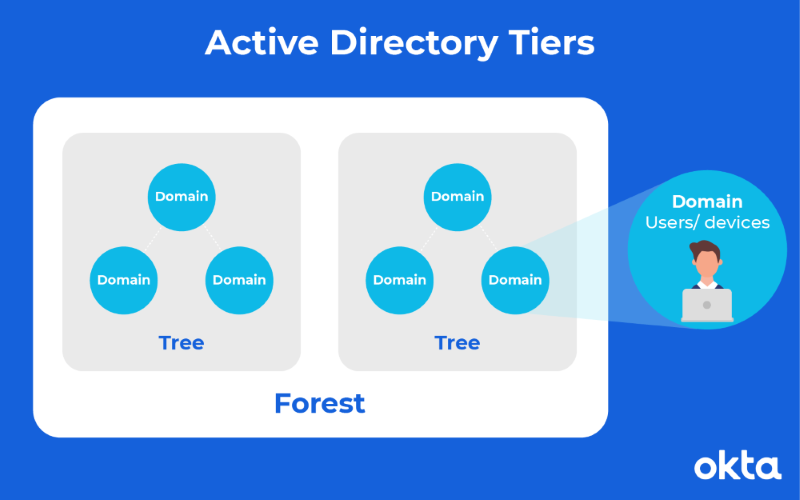 Active Directory Tiers
Domain
Domain
Domain
Tree
Domain
Domain
Domain
Tree
Forest
Domain
Users/ devices
okta